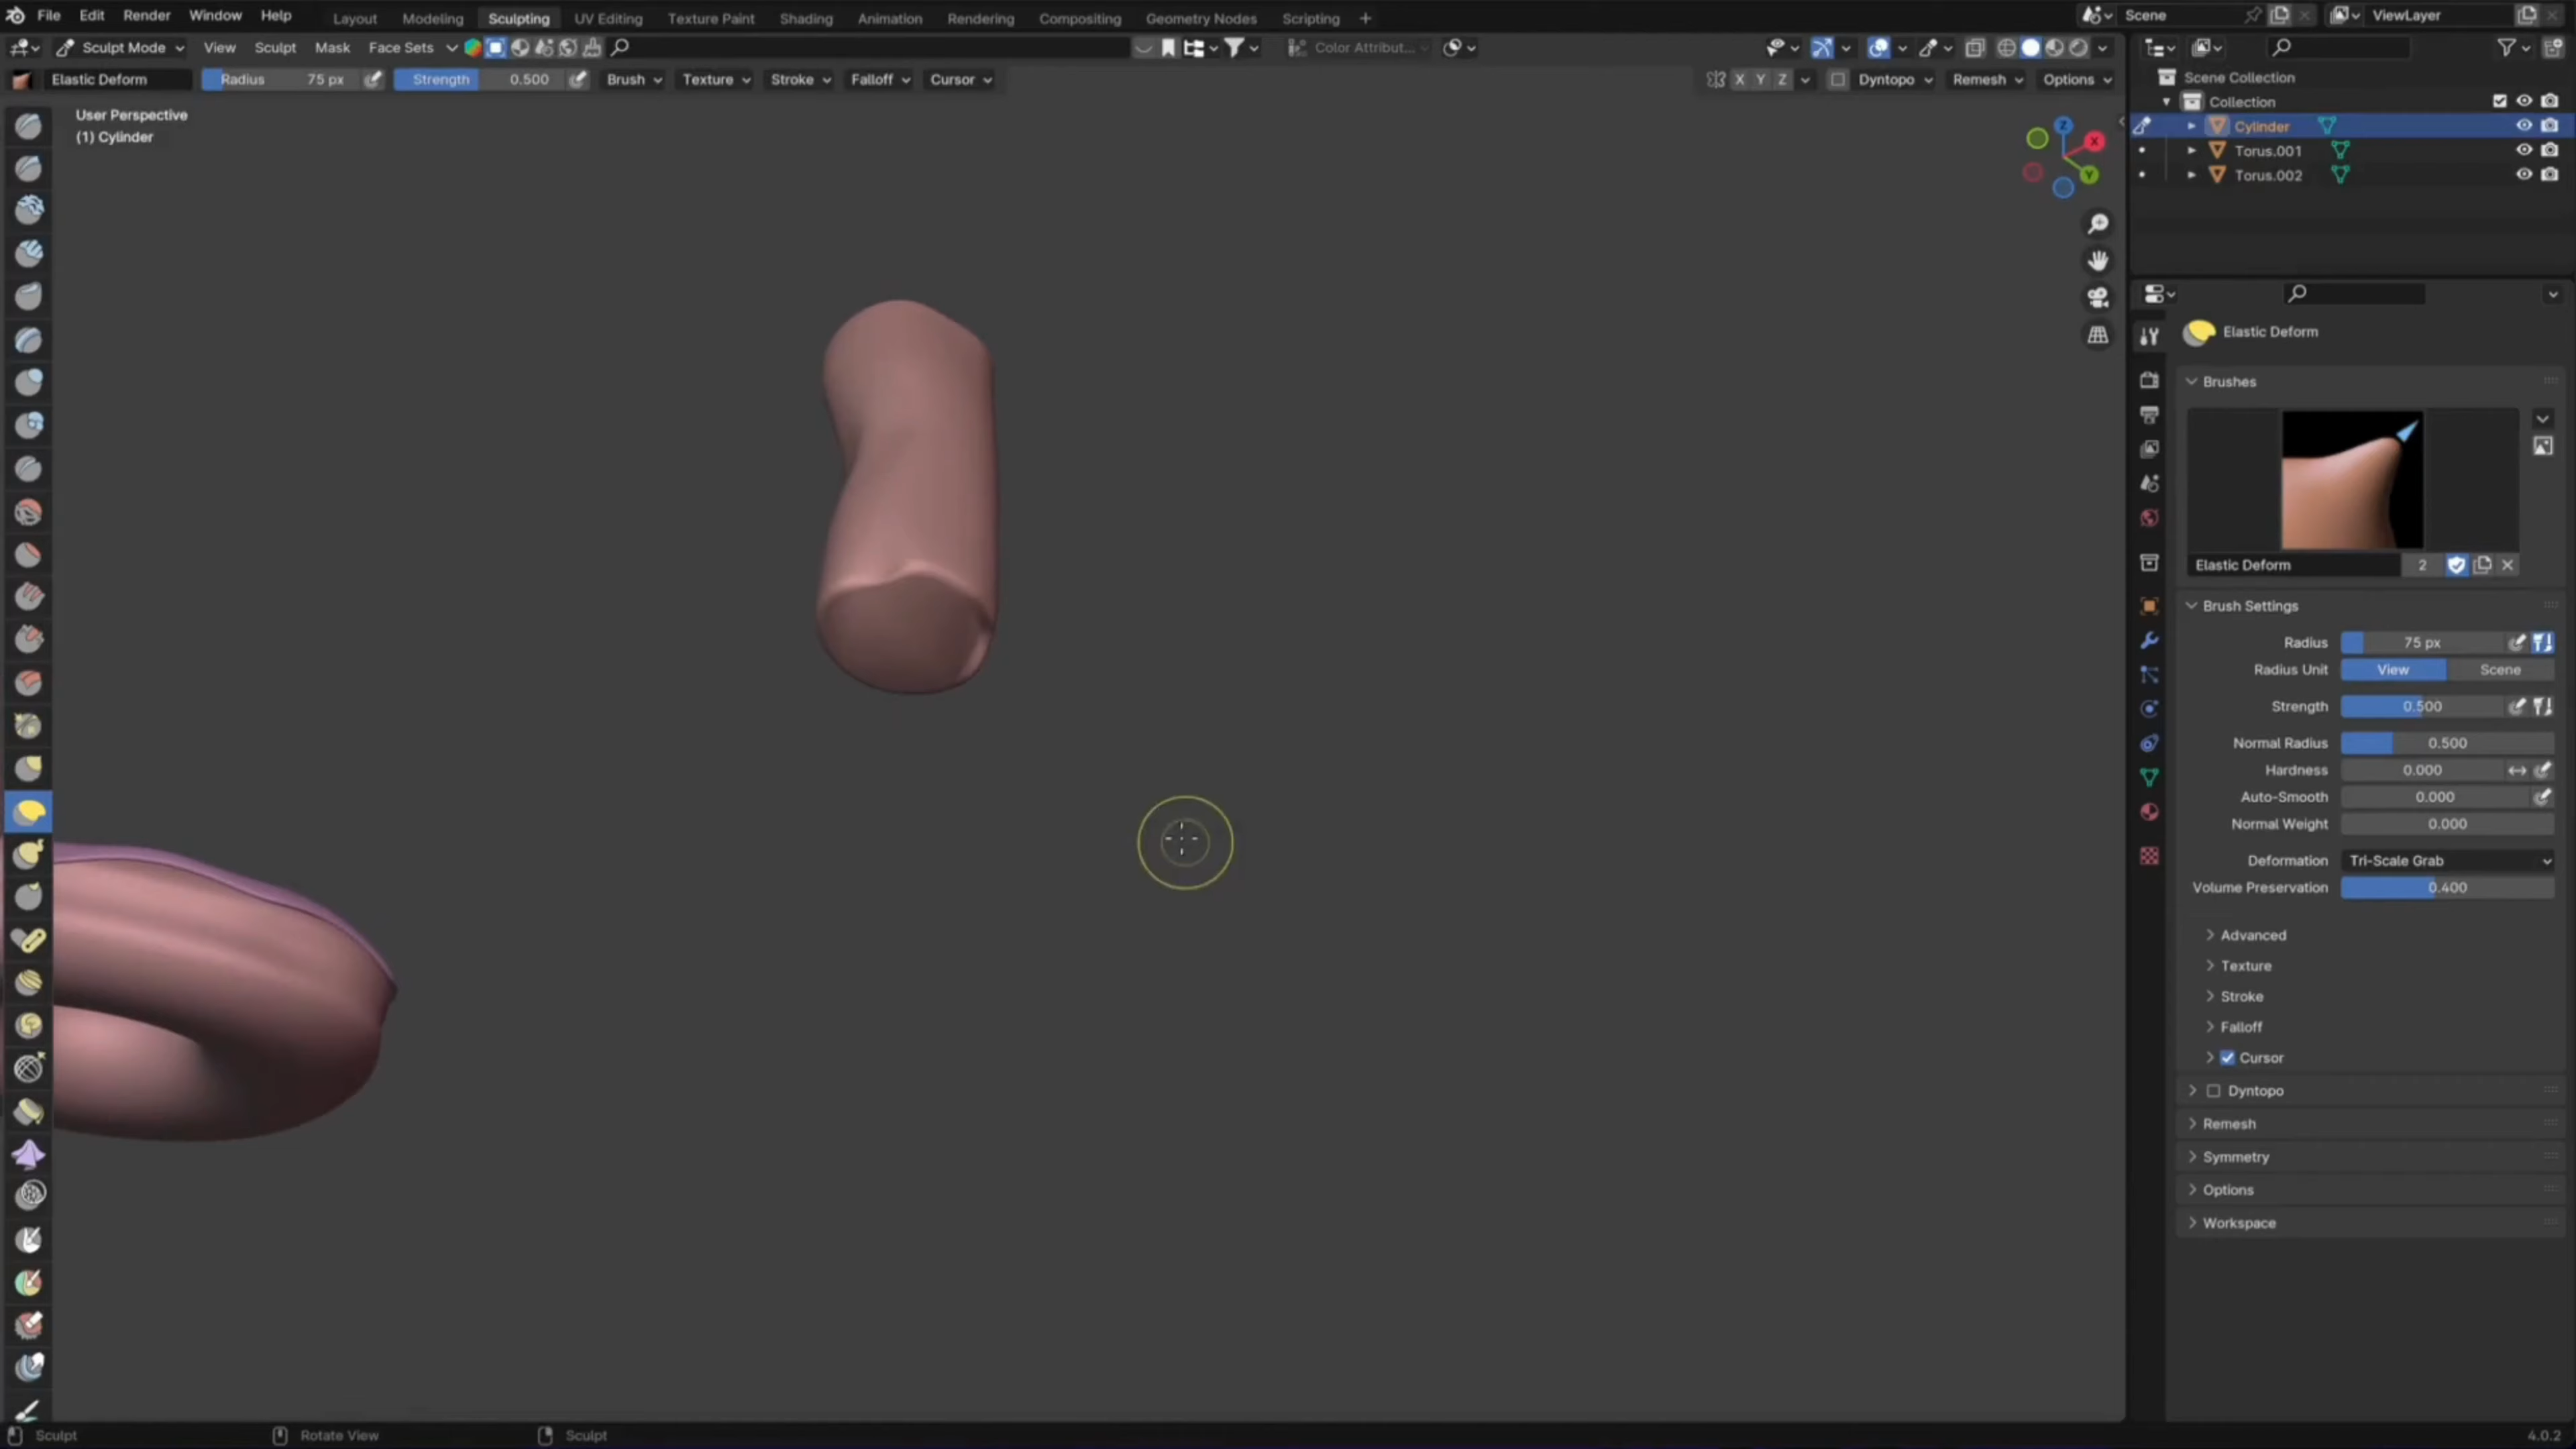 File Edit Render Window Help Layout Modeling Sculpting UV Editing Texture Paint Shading Animation Rendering Compositing Geometry Nodes Scripting + Scene ViewLayer
Sculpt Mode View Sculpt Mask Face Sets Color Attribut...
Elastic Deform Radius 75 px Strength 0.500 Brush Texture Stroke Falloff Cursor X Y Z Dyntopo Remesh Options
User Perspective
(1) Cylinder
Z
X
Y
Scene Collection
Collection
Cylinder
Torus.001
Torus.002
Elastic Deform
Brushes
Elastic Deform 2
Brush Settings
Radius 75 px
Radius Unit View Scene
Strength 0.500
Normal Radius 0.500
Hardness 0.000
Auto-Smooth 0.000
Normal Weight 0.000
Deformation Tri-Scale Grab
Volume Preservation 0.400
Advanced
Texture
Stroke
Falloff
Cursor
Dyntopo
Remesh
Symmetry
Options
Workspace
Sculpt Rotate View Sculpt 4.0.2